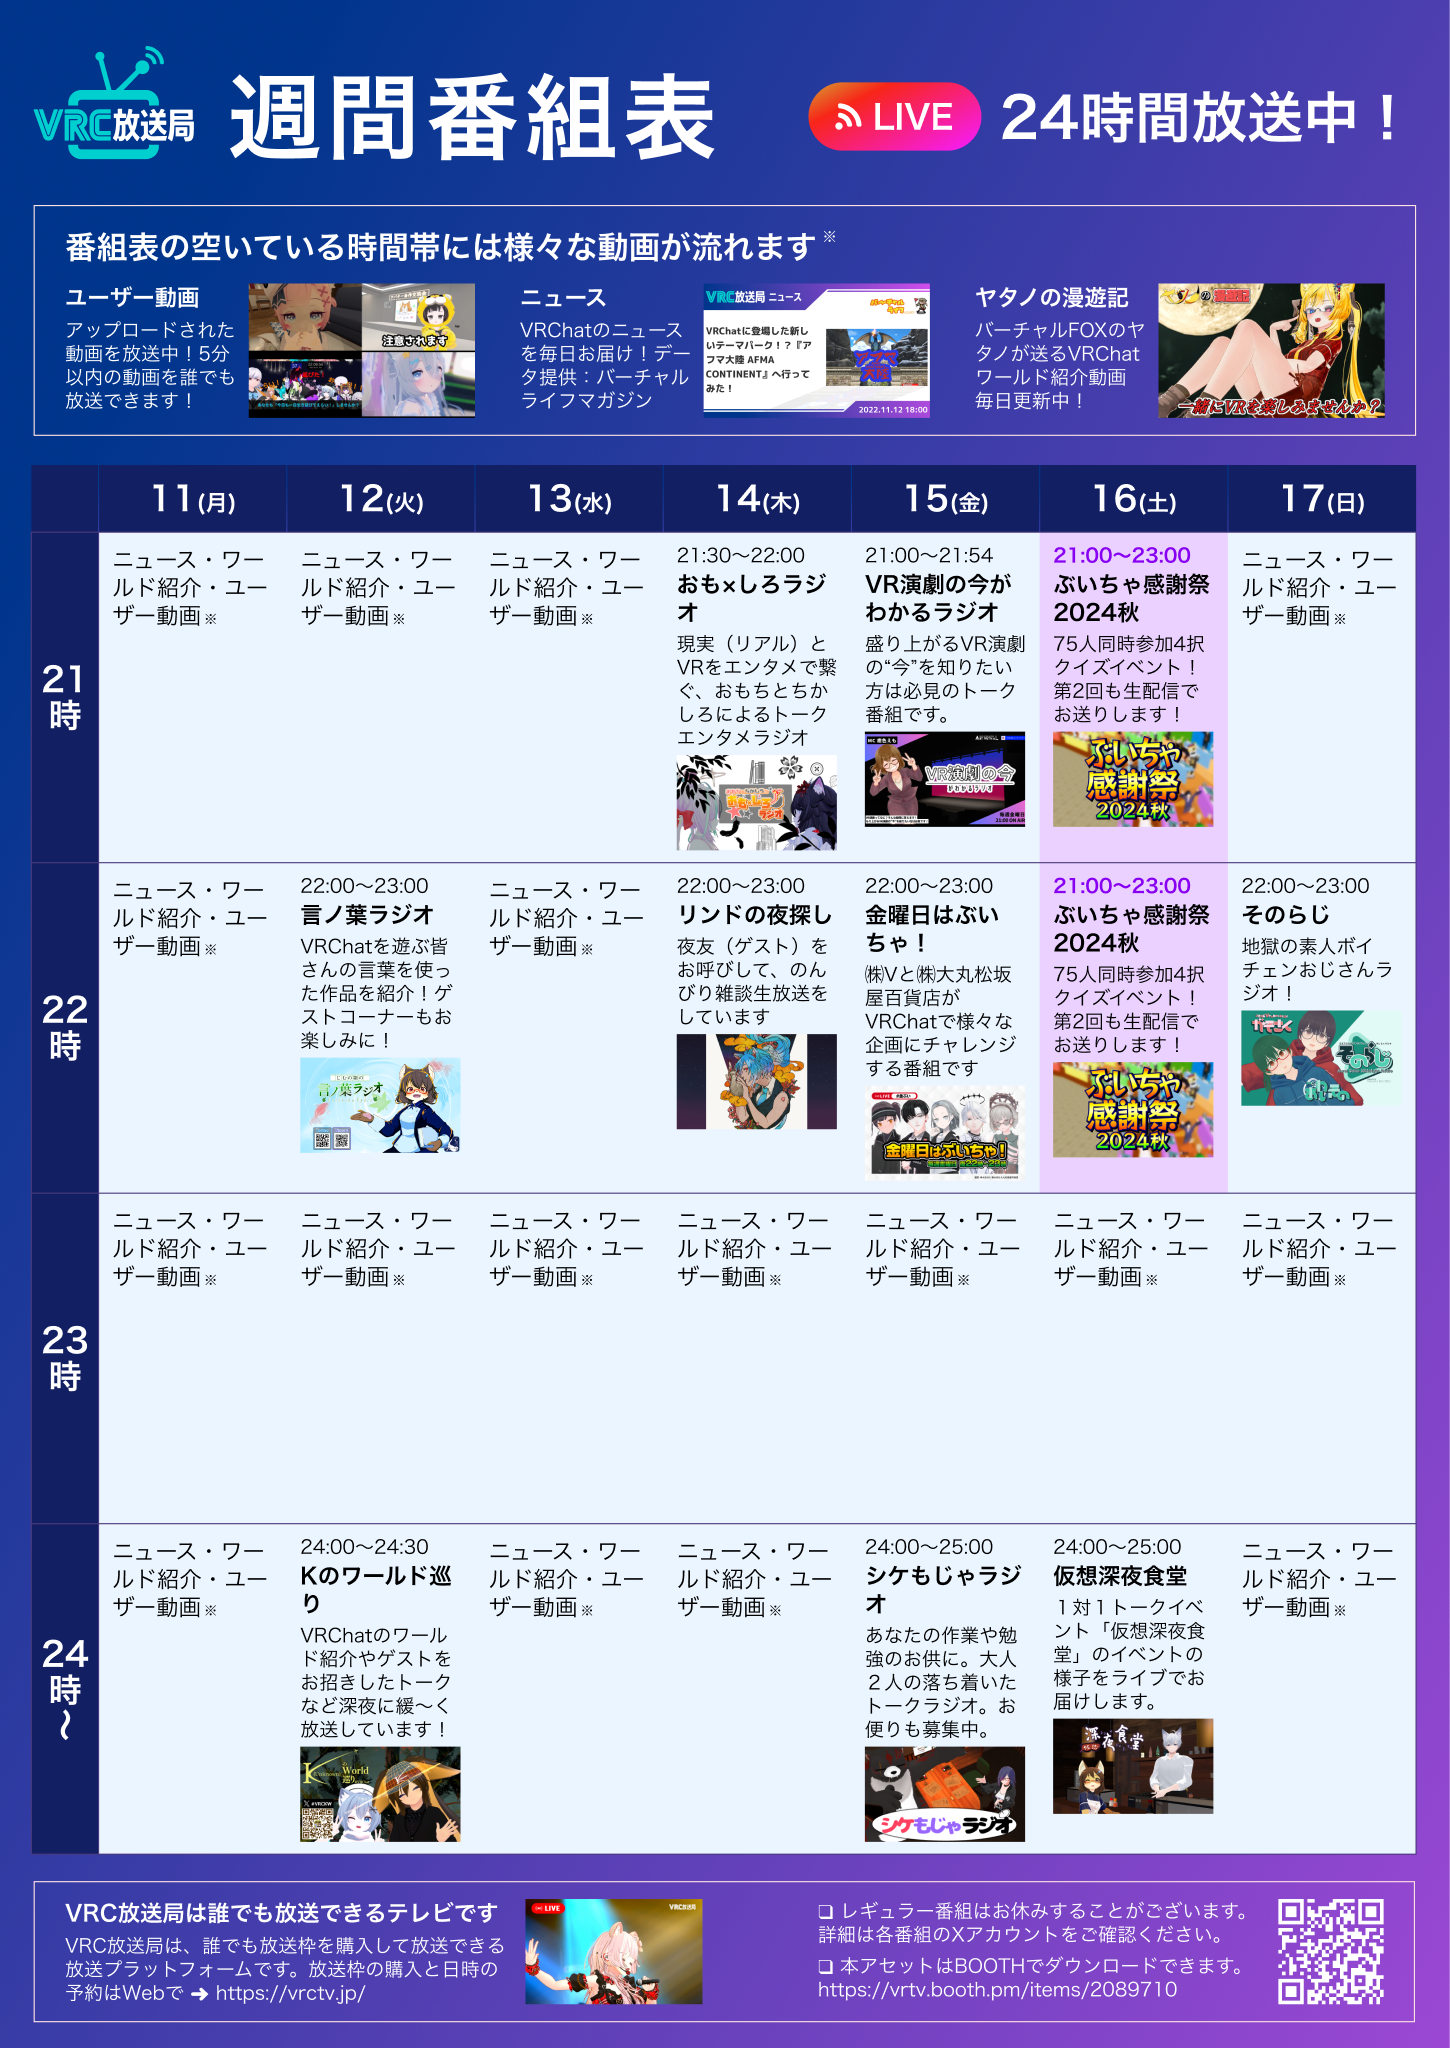 VRC放送局
週間番組表
LIVE
24時間放送中！
番組表の空いている時間帯には様々な動画が流れます※
ユーザー動画
アップロードされた
動画を放送中！5分
以内の動画を誰でも
放送できます！
注意されます
ニュース
VRChatのニュース
を毎日お届け！デー
タ提供：バーチャル
ライフマガジン
VRC放送局 ニュース
VRChatに登場した新し
いテーマパーク！？『ア
フマ大陸 AFMA
CONTINENT』へ行って
みた！
2022.11.12 18:00
ヤタノの漫遊記
バーチャルFOXのヤ
タノが送るVRChat
ワールド紹介動画
毎日更新中！
一緒にVRを楽しみませんか？
11(月)
12(火)
13(水)
14(木)
15(金)
16(土)
17(日)
21
時
ニュース・ワー
ルド紹介・ユー
ザー動画※
ニュース・ワー
ルド紹介・ユー
ザー動画※
ニュース・ワー
ルド紹介・ユー
ザー動画※
21:30〜22:00
おも×しろラジ
オ
現実（リアル）と
VRをエンタメで繋
ぐ、おもちとちか
しろによるトーク
エンタメラジオ
21:00〜21:54
VR演劇の今が
わかるラジオ
盛り上がるVR演劇
の“今”を知りたい
方は必見のトーク
番組です。
VR演劇の今
がわかるラジオ
毎週金曜日
21:00 ON AIR
21:00〜23:00
ぶいちゃ感謝祭
2024秋
75人同時参加4択
クイズイベント！
第2回も生配信で
お送りします！
ぶいちゃ
感謝祭
2024秋
ニュース・ワー
ルド紹介・ユー
ザー動画※
22
時
ニュース・ワー
ルド紹介・ユー
ザー動画※
22:00〜23:00
言ノ葉ラジオ
VRChatを遊ぶ皆
さんの言葉を使っ
た作品を紹介！ゲ
ストコーナーもお
楽しみに！
言ノ葉ラジオ
ニュース・ワー
ルド紹介・ユー
ザー動画※
22:00〜23:00
リンドの夜探し
夜友（ゲスト）を
お呼びして、のん
びり雑談生放送を
しています
22:00〜23:00
金曜日はぶい
ちゃ！
㈱Vと㈱大丸松坂
屋百貨店が
VRChatで様々な
企画にチャレンジ
する番組です
LIVE
金曜日はぶいちゃ！
21:00〜23:00
ぶいちゃ感謝祭
2024秋
75人同時参加4択
クイズイベント！
第2回も生配信で
お送りします！
ぶいちゃ
感謝祭
2024秋
22:00〜23:00
そのらじ
地獄の素人ボイ
チェンおじさんラ
ジオ！
そのらじ
23
時
ニュース・ワー
ルド紹介・ユー
ザー動画※
ニュース・ワー
ルド紹介・ユー
ザー動画※
ニュース・ワー
ルド紹介・ユー
ザー動画※
ニュース・ワー
ルド紹介・ユー
ザー動画※
ニュース・ワー
ルド紹介・ユー
ザー動画※
ニュース・ワー
ルド紹介・ユー
ザー動画※
ニュース・ワー
ルド紹介・ユー
ザー動画※
24
時
〜
ニュース・ワー
ルド紹介・ユー
ザー動画※
24:00〜24:30
Kのワールド巡
り
VRChatのワール
ド紹介やゲストを
お招きしたトーク
など深夜に緩〜く
放送しています！
World
巡り
#VRCKW
ニュース・ワー
ルド紹介・ユー
ザー動画※
ニュース・ワー
ルド紹介・ユー
ザー動画※
24:00〜25:00
シケもじゃラジ
オ
あなたの作業や勉
強のお供に。大人
２人の落ち着いた
トークラジオ。お
便りも募集中。
シケもじゃラジオ
24:00〜25:00
仮想深夜食堂
１対１トークイベ
ント「仮想深夜食
堂」のイベントの
様子をライブでお
届けします。
深夜食堂
ニュース・ワー
ルド紹介・ユー
ザー動画※
VRC放送局は誰でも放送できるテレビです
VRC放送局は、誰でも放送枠を購入して放送できる
放送プラットフォームです。放送枠の購入と日時の
予約はWebで ➜ https://vrctv.jp/
LIVE
VRC放送局
❏ レギュラー番組はお休みすることがございます。
詳細は各番組のXアカウントをご確認ください。
❏ 本アセットはBOOTHでダウンロードできます。
https://vrtv.booth.pm/items/2089710